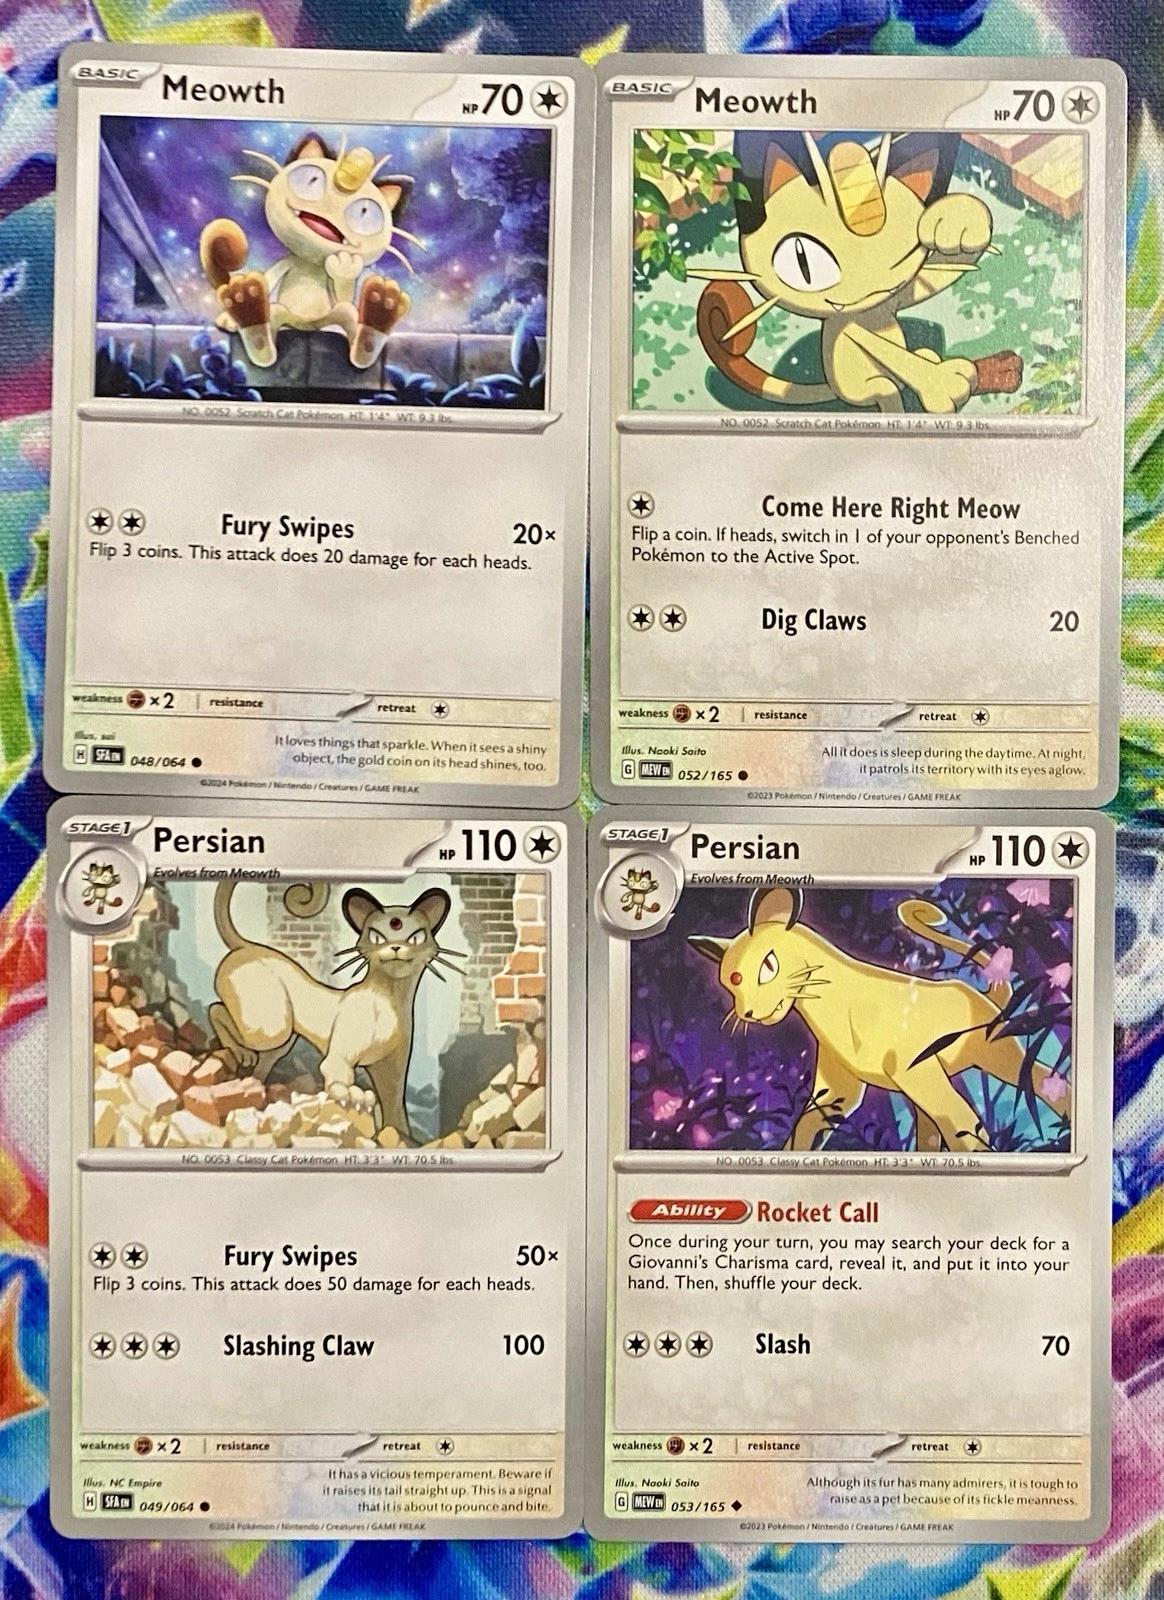 BASIC
Meowth
HP70
NO. 0052 Scratch Cat Pokémon HT: 1'4" WT: 9.3 lbs.
Fury Swipes 20×
Flip 3 coins. This attack does 20 damage for each heads.
weakness ×2 resistance retreat
Illus. sui
H SFA EN 048/064
It loves things that sparkle. When it sees a shiny
object, the gold coin on its head shines, too.
©2024 Pokémon / Nintendo / Creatures / GAME FREAK
BASIC
Meowth
HP70
NO. 0052 Scratch Cat Pokémon HT: 1'4" WT: 9.3 lbs.
Come Here Right Meow
Flip a coin. If heads, switch in 1 of your opponent's Benched
Pokémon to the Active Spot.
Dig Claws 20
weakness ×2 resistance retreat
Illus. Naoki Saito
G MEW EN 052/165
All it does is sleep during the daytime. At night,
it patrols its territory with its eyes aglow.
©2023 Pokémon / Nintendo / Creatures / GAME FREAK
STAGE1
Persian
HP 110
Evolves from Meowth
NO. 0053 Classy Cat Pokémon HT: 3'3" WT: 70.5 lbs.
Fury Swipes 50×
Flip 3 coins. This attack does 50 damage for each heads.
Slashing Claw 100
weakness ×2 resistance retreat
Illus. NC Empire
H SFA EN 049/064
It has a vicious temperament. Beware if
it raises its tail straight up. This is a signal
that it is about to pounce and bite.
©2024 Pokémon / Nintendo / Creatures / GAME FREAK
STAGE1
Persian
HP 110
Evolves from Meowth
NO. 0053 Classy Cat Pokémon HT: 3'3" WT: 70.5 lbs.
Ability Rocket Call
Once during your turn, you may search your deck for a
Giovanni's Charisma card, reveal it, and put it into your
hand. Then, shuffle your deck.
Slash 70
weakness ×2 resistance retreat
Illus. Naoki Saito
G MEW EN 053/165
Although its fur has many admirers, it is tough to
raise as a pet because of its fickle meanness.
©2023 Pokémon / Nintendo / Creatures / GAME FREAK